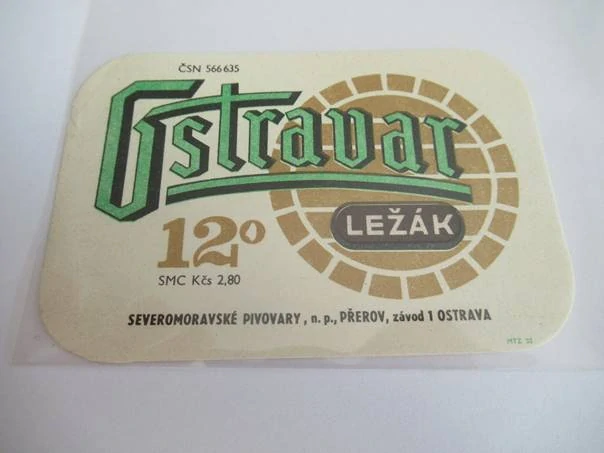 ČSN 566635
Ostravar
12°
LEŽÁK
SMC Kčs 2,80
SEVEROMORAVSKÉ PIVOVARY, n. p., PŘEROV, závod 1 OSTRAVA